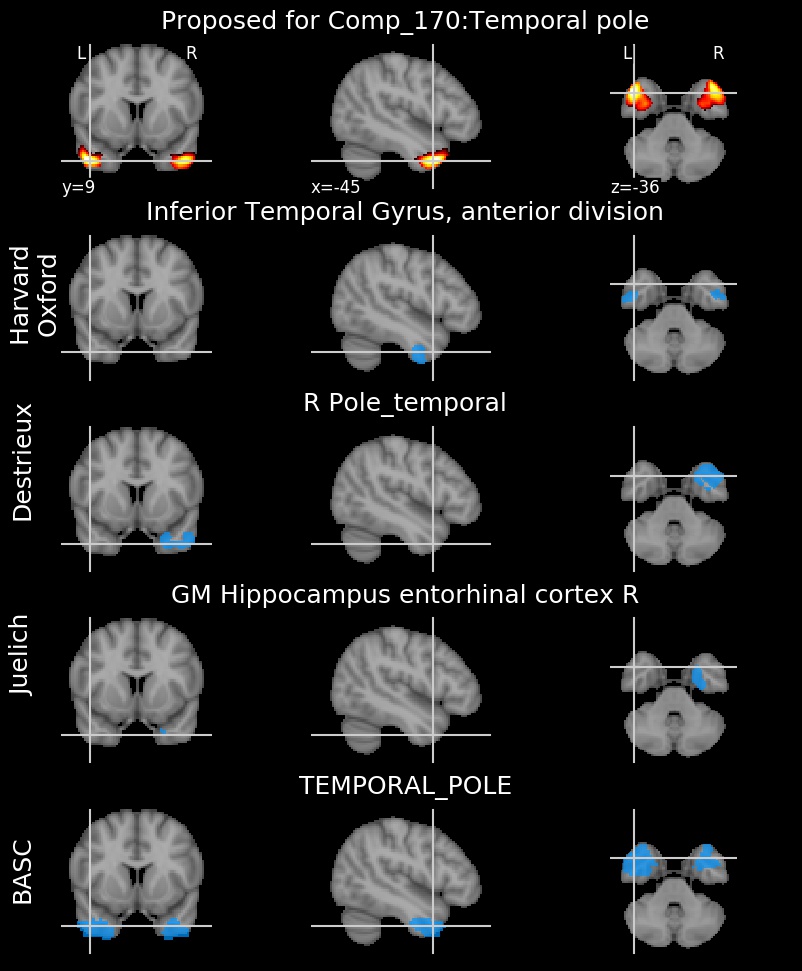 Proposed for Comp_170:Temporal pole
L R
L R
y=9
x=-45
z=-36
Inferior Temporal Gyrus, anterior division
Harvard
Oxford
R Pole_temporal
Destrieux
GM Hippocampus entorhinal cortex R
Juelich
TEMPORAL_POLE
BASC